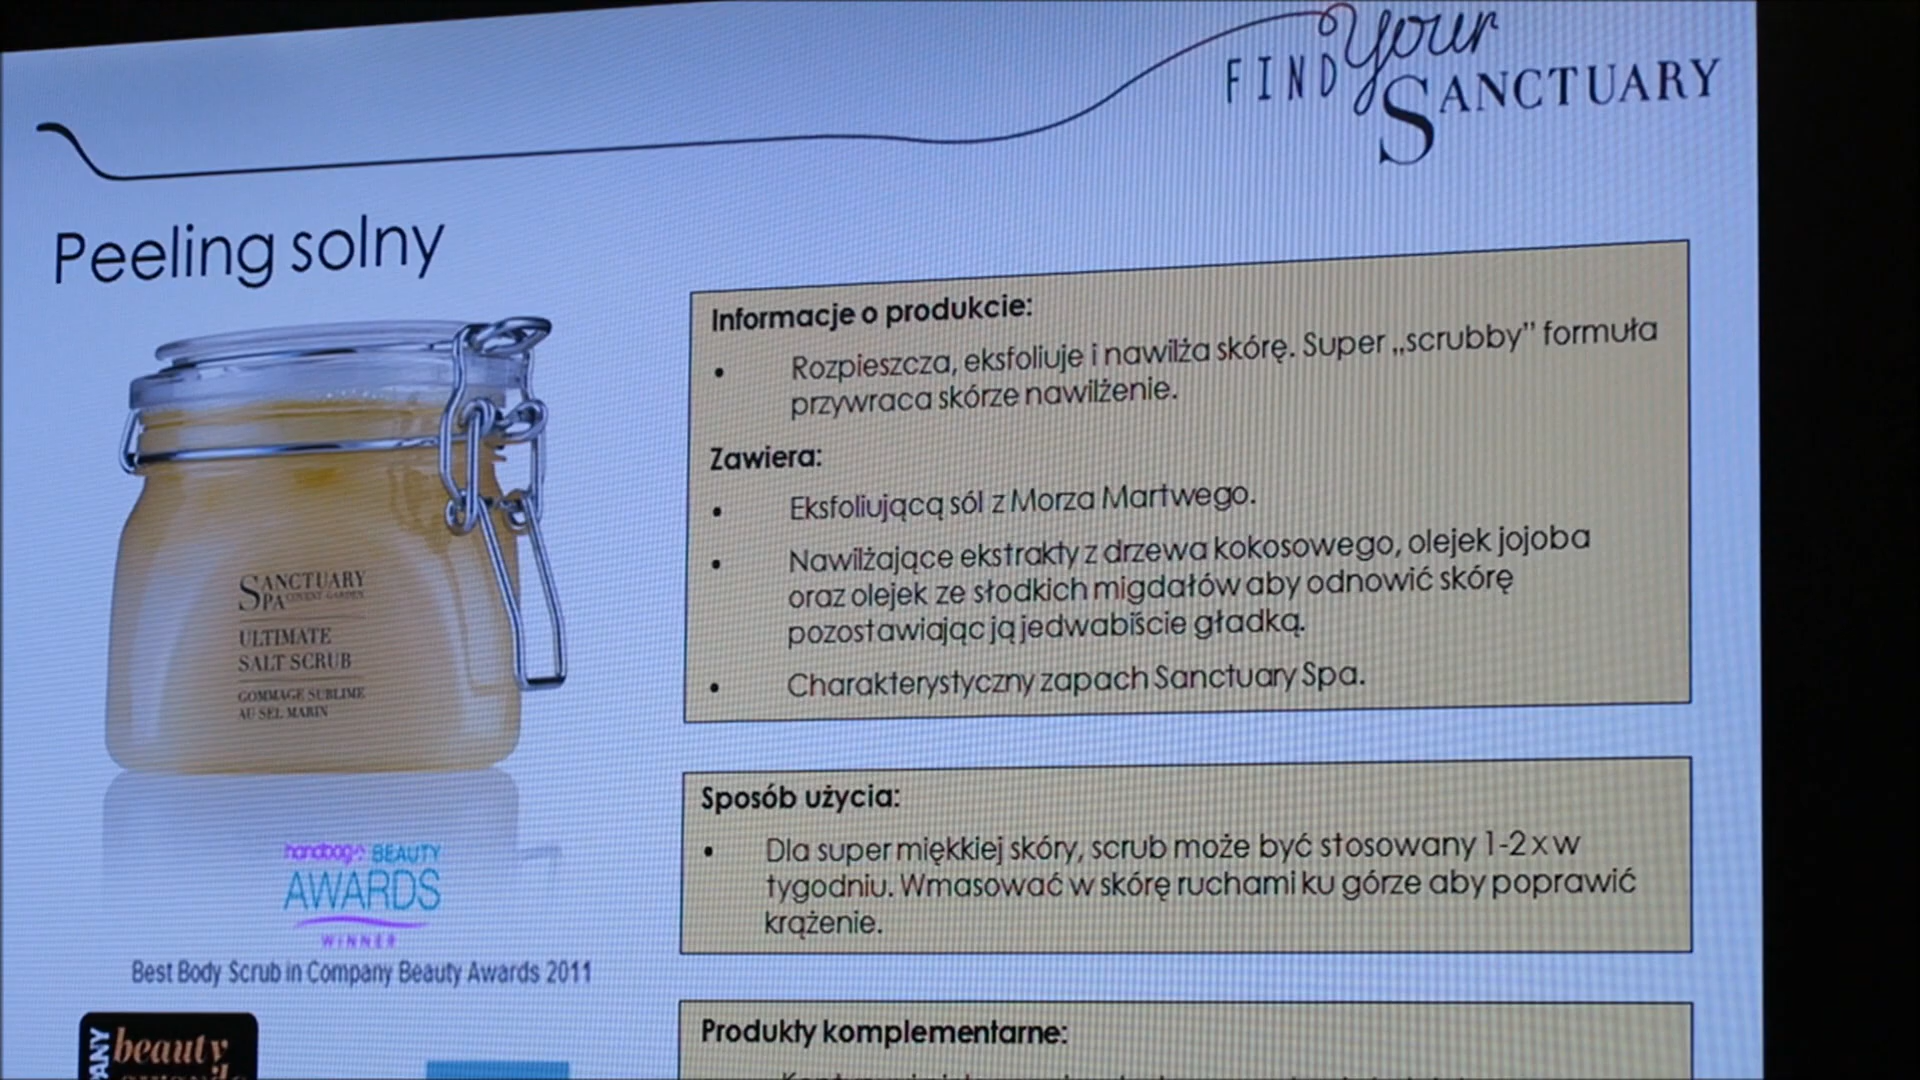 FIND Your
SANCTUARY
Peeling solny
Informacje o produkcie:
• Rozpieszcza, eksfoliuje i nawilża skórę. Super „scrubby” formuła
przywraca skórze nawilżenie.
Zawiera:
• Eksfoliującą sól z Morza Martwego.
• Nawilżające ekstrakty z drzewa kokosowego, olejek jojoba
oraz olejek ze słodkich migdałów aby odnowić skórę
pozostawiając ją jedwabiście gładką.
• Charakterystyczny zapach Sanctuary Spa.
SANCTUARY
SPA COVENT GARDEN
ULTIMATE
SALT SCRUB
GOMMAGE SUBLIME
AU SEL MARIN
Sposób użycia:
• Dla super miękkiej skóry, scrub może być stosowany 1-2 x w
tygodniu. Wmasować w skórę ruchami ku górze aby poprawić
krążenie.
handbag BEAUTY
AWARDS
WINNER
Best Body Scrub in Company Beauty Awards 2011
beauty
Produkty komplementarne: